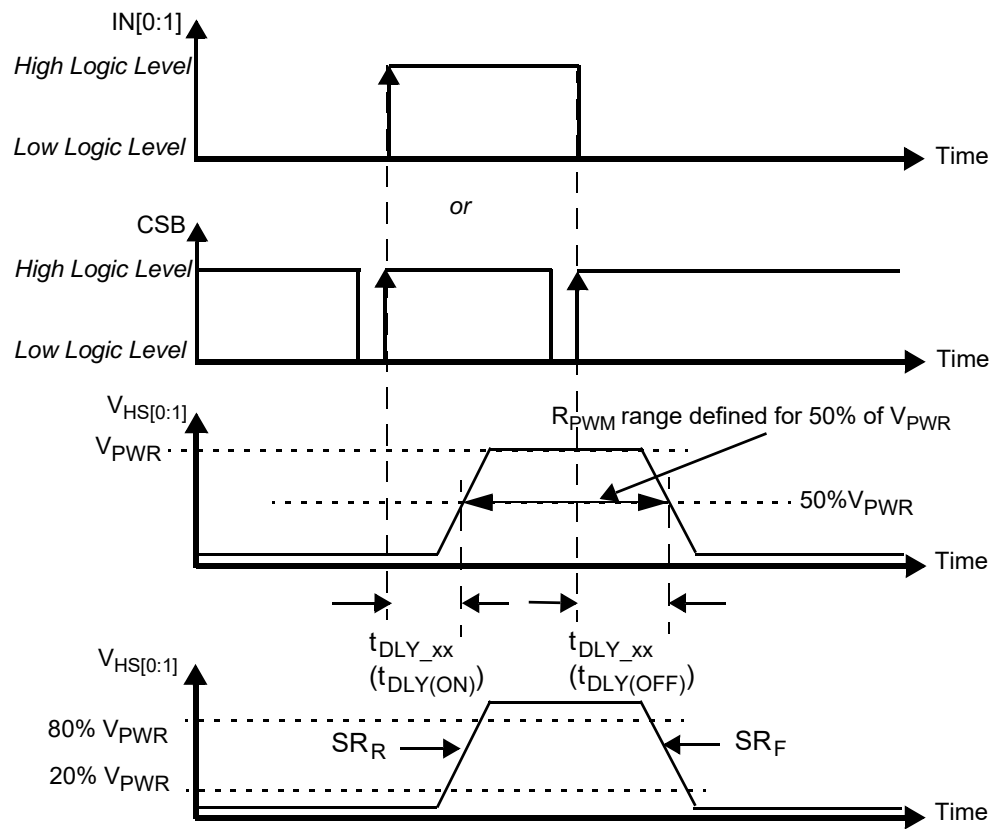 IN[0:1]
High Logic Level
Low Logic Level
Time
or
CSB
High Logic Level
Low Logic Level
Time
VHS[0:1]
RPWM range defined for 50% of VPWR
VPWR
50%VPWR
Time
tDLY_xx
(tDLY(ON))
tDLY_xx
(tDLY(OFF))
VHS[0:1]
80% VPWR
SRR
SRF
20% VPWR
Time